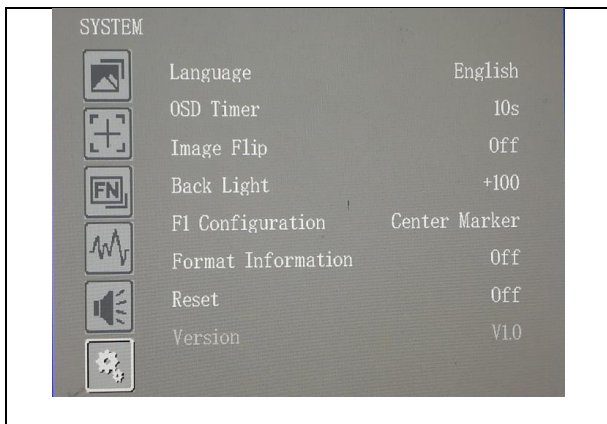 SYSTEM
Language English
OSD Timer 10s
Image Flip Off
FN
Back Light +100
F1 Configuration Center Marker
Format Information Off
Reset Off
Version V1.0